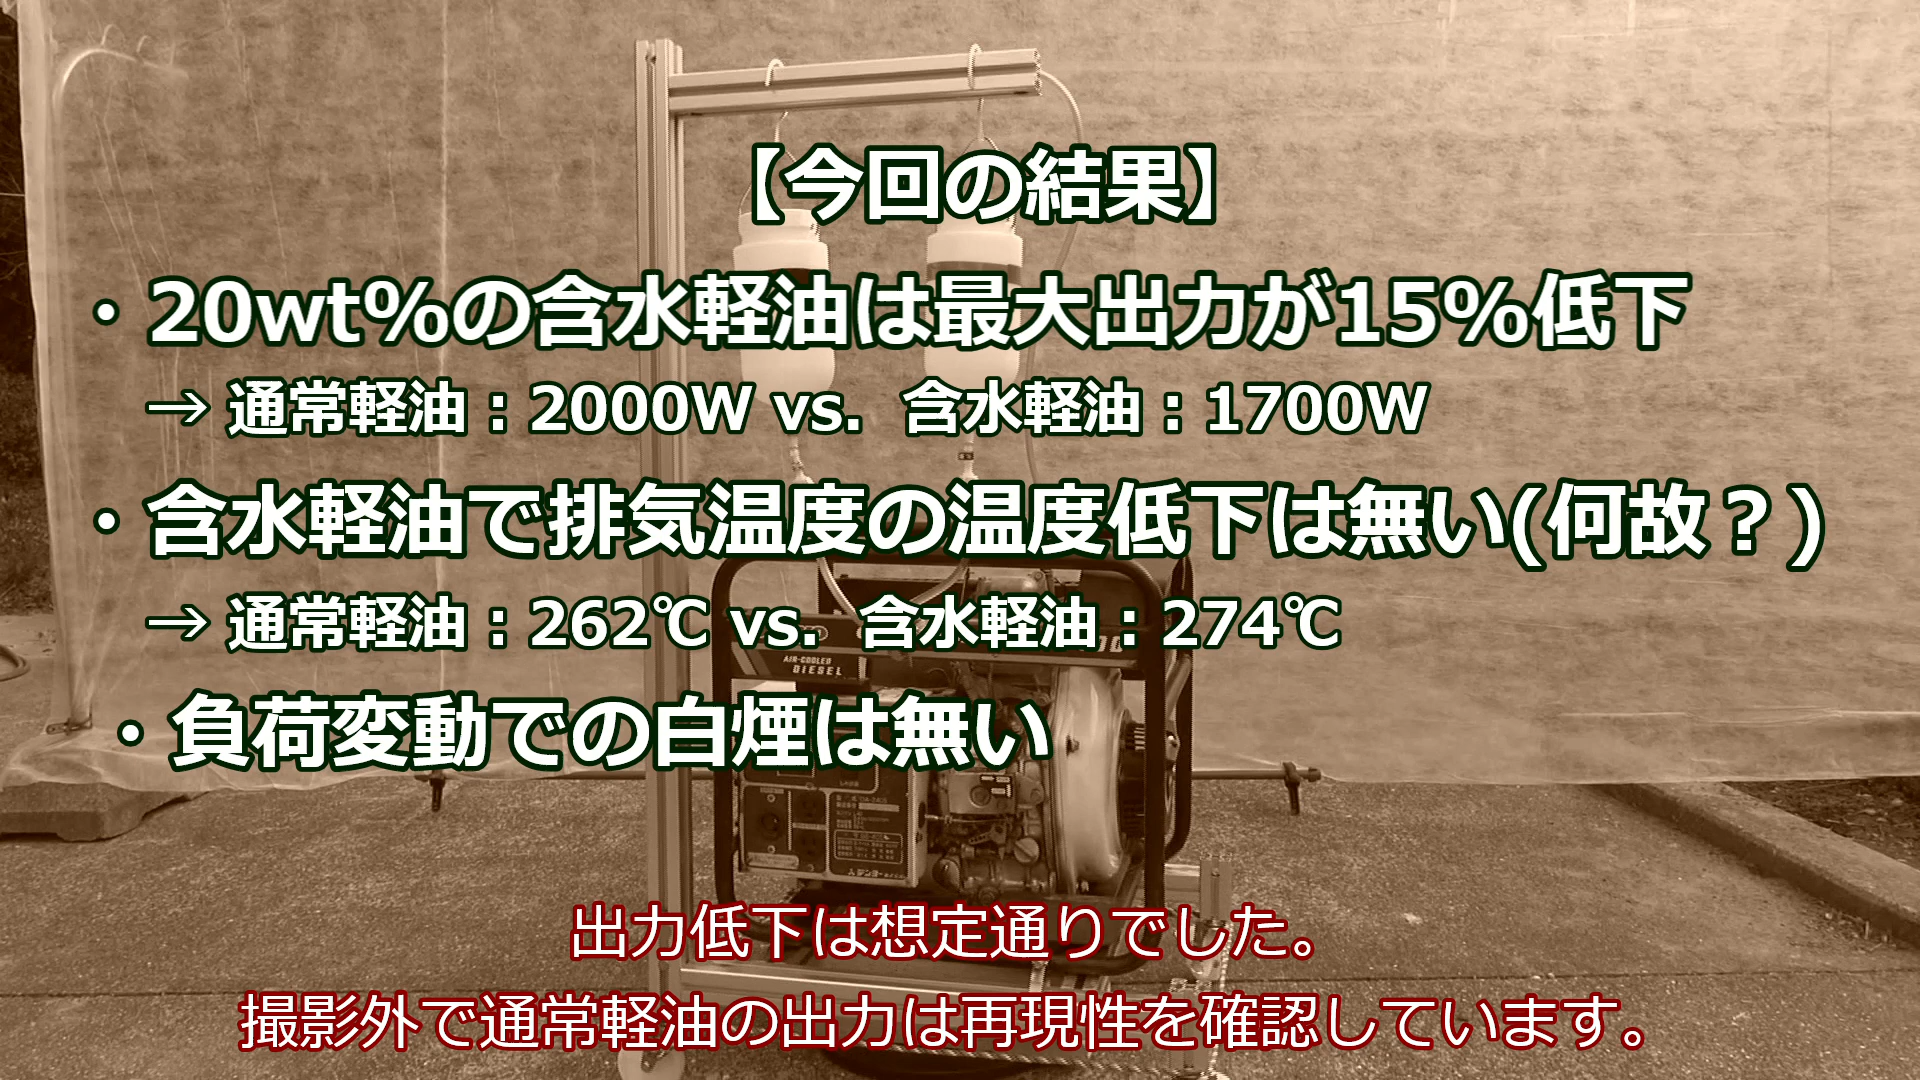 【今回の結果】
・20wt%の含水軽油は最大出力が15%低下
→ 通常軽油：2000W vs. 含水軽油：1700W
・含水軽油で排気温度の温度低下は無い(何故？)
→ 通常軽油：262℃ vs. 含水軽油：274℃
AIR-COOLED
DIESEL
・負荷変動での白煙は無い
出力低下は想定通りでした。
撮影外で通常軽油の出力は再現性を確認しています。